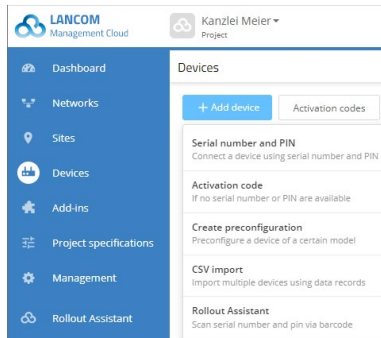 LANCOM
Management Cloud
Kanzlei Meier
Project
Dashboard
Networks
Sites
Devices
Add-ins
Project specifications
Management
Rollout Assistant
Devices
+ Add device
Activation codes
Serial number and PIN
Connect a device using serial number and PIN
Activation code
If no serial number or PIN are available
Create preconfiguration
Preconfigure a device of a certain model
CSV import
Import multiple devices using data records
Rollout Assistant
Scan serial number and pin via barcode